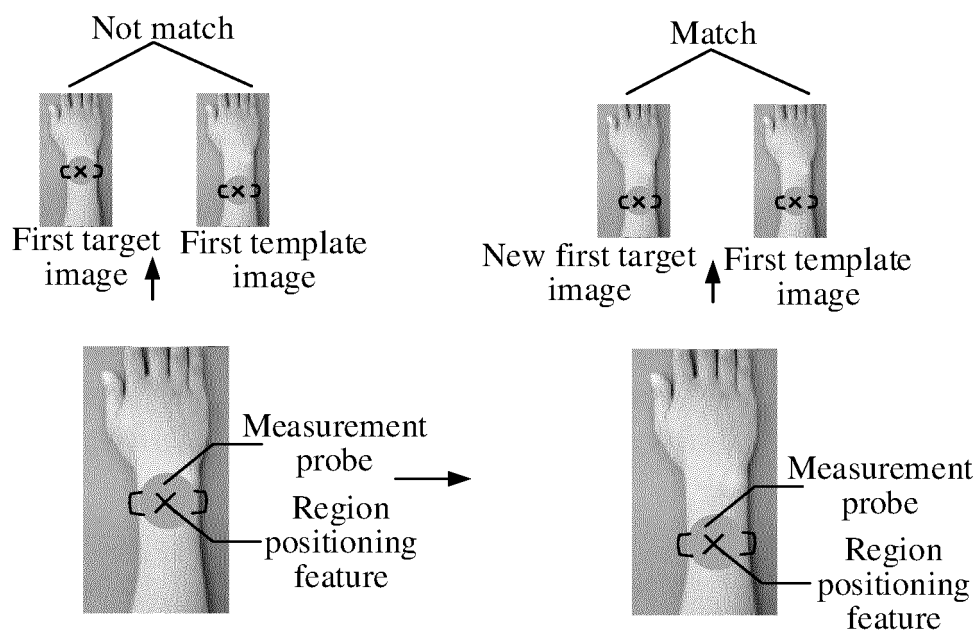 Not match
First target
image
First template
image
Measurement
probe
Region
positioning
feature
Match
New first target
image
First template
image
Measurement
probe
Region
positioning
feature